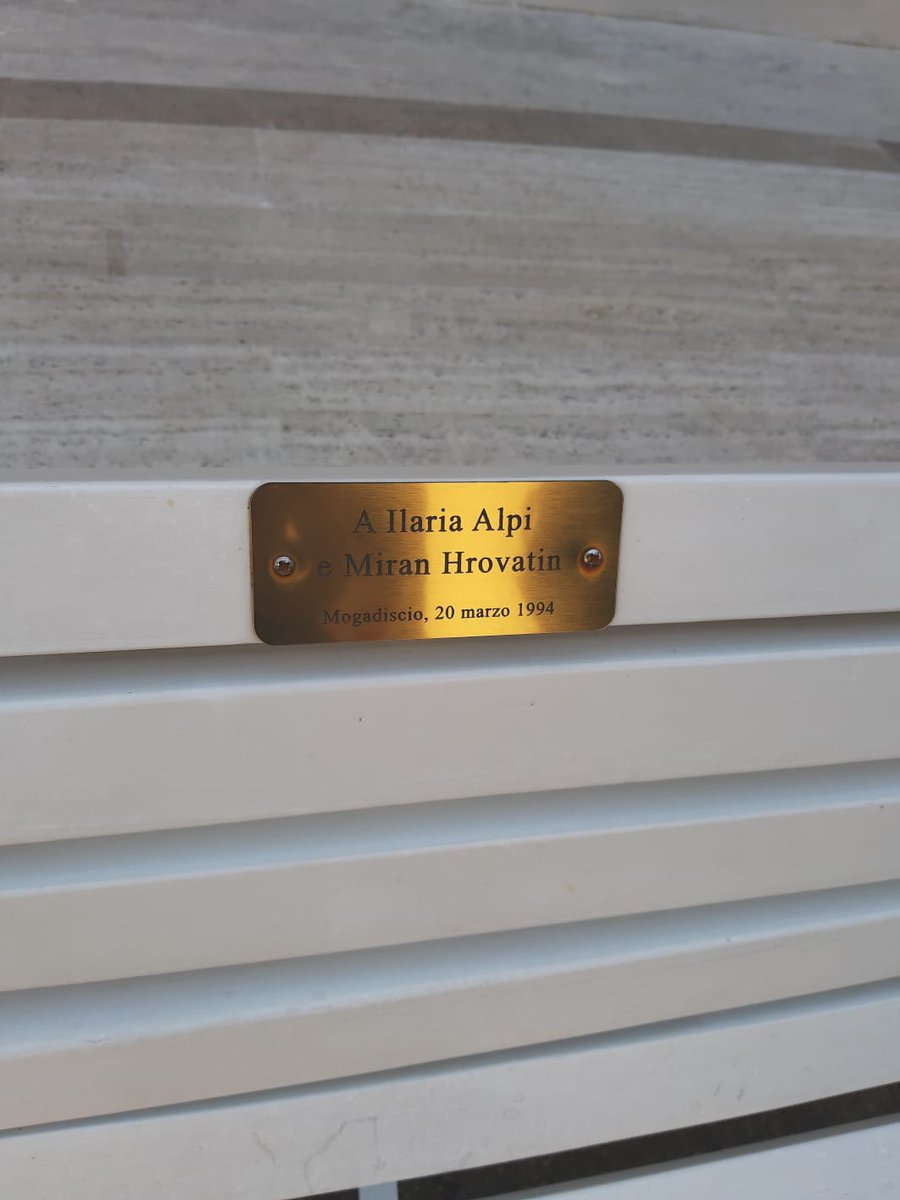 A Ilaria Alpi
e Miran Hrovatin
Mogadiscio, 20 marzo 1994